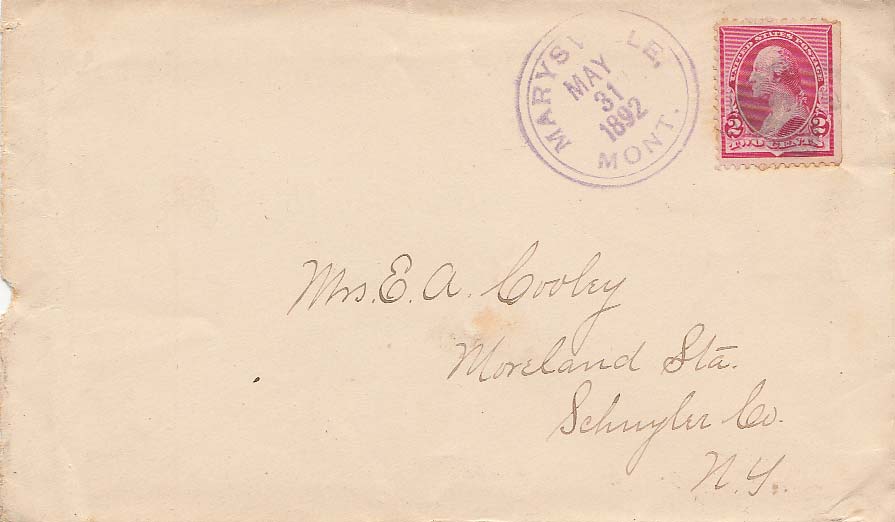 MARYSVILLE,
MAY
31
1892
MONT.
UNITED STATES POSTAGE
2 2
TWO CENTS
Mrs. E. A. Cooley
Moreland Sta.
Schuyler Co.
N.Y.